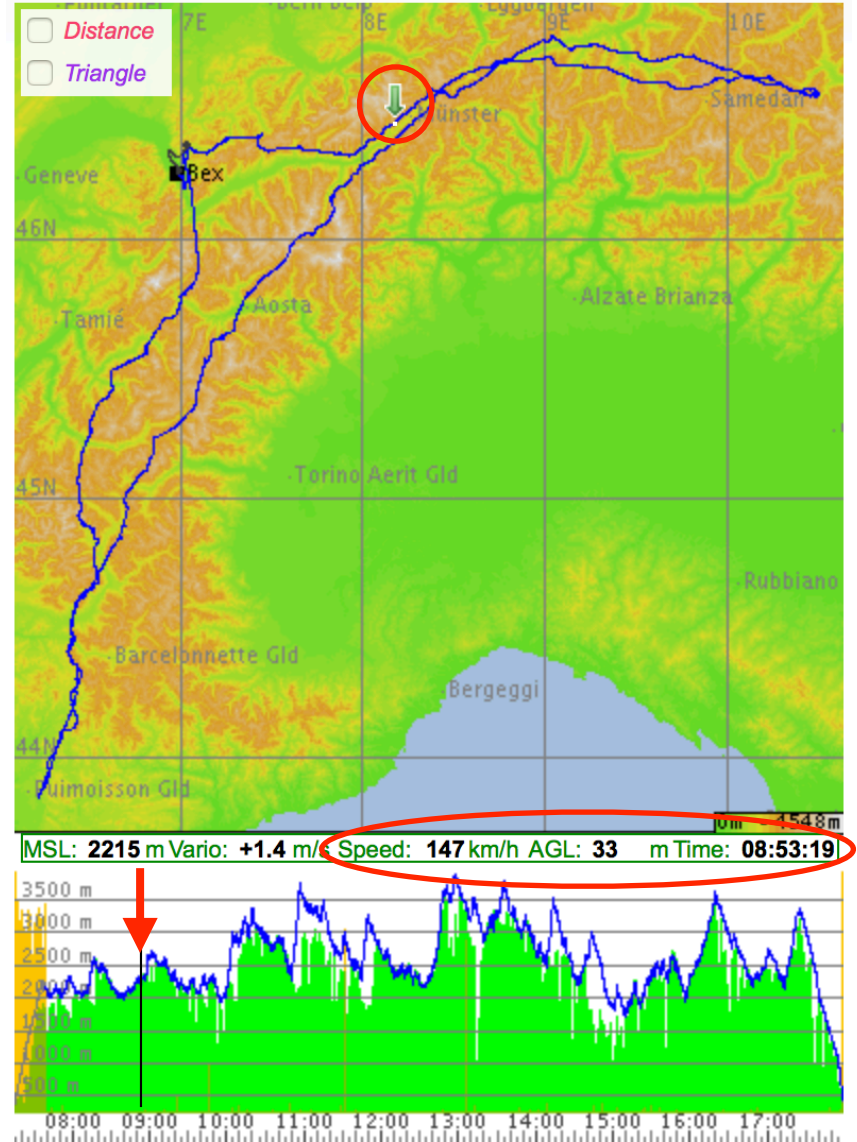 Distance
Triangle
7E 8E 9E 10E
Münster
Samedan
Geneve
Bex
46N
Alzate Brianza
Aosta
Tamié
Torino Aerit Gld
45N
Rubbiano
Barcelonnette Gld
Bergeggi
44N
Puimoisson Gld
0m 4548m
MSL: 2215 m Vario: +1.4 m/s Speed: 147 km/h AGL: 33 m Time: 08:53:19
3500 m
3000 m
2500 m
2000 m
1500 m
1000 m
500 m
08:00 09:00 10:00 11:00 12:00 13:00 14:00 15:00 16:00 17:00